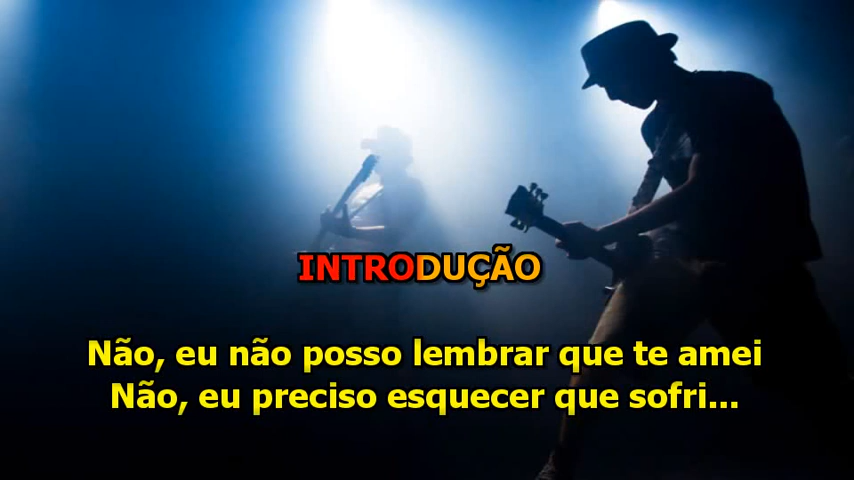 INTRODUÇÃO
Não, eu não posso lembrar que te amei
Não, eu preciso esquecer que sofri...